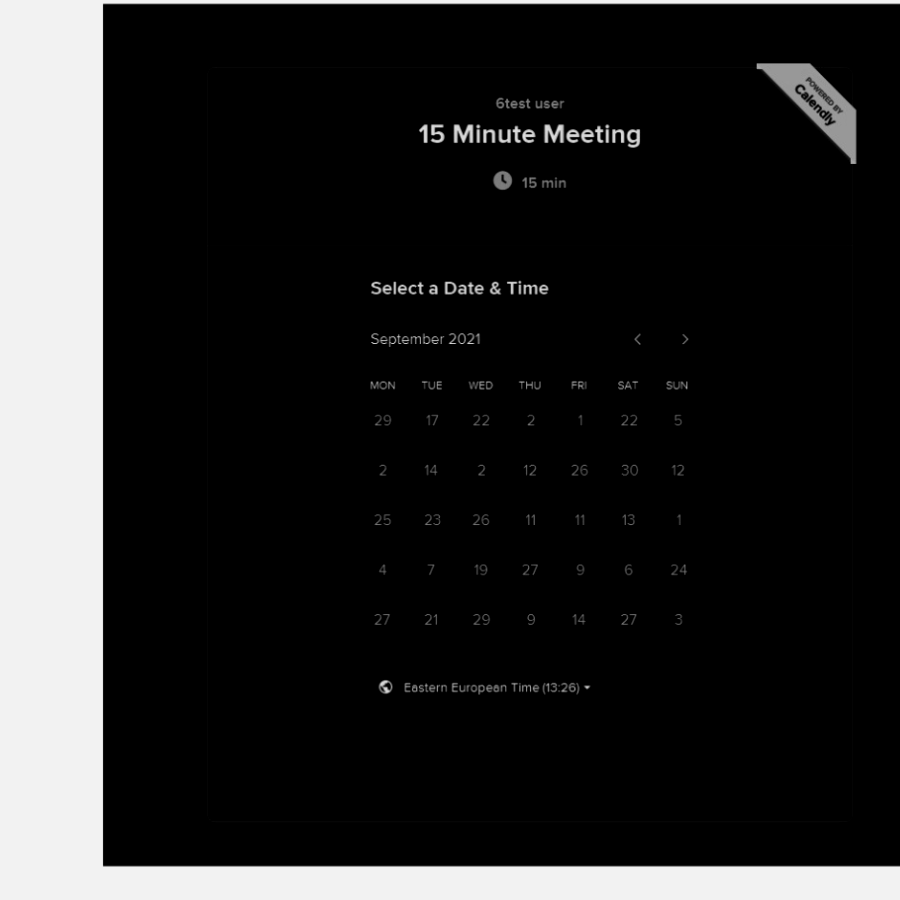 6test user
15 Minute Meeting
15 min
POWERED BY
Calendly
Select a Date & Time
September 2021
MON TUE WED THU FRI SAT SUN
29 17 22 2 1 22 5
2 14 2 12 26 30 12
25 23 26 11 11 13 1
4 7 19 27 9 6 24
27 21 29 9 14 27 3
Eastern European Time (13:26)